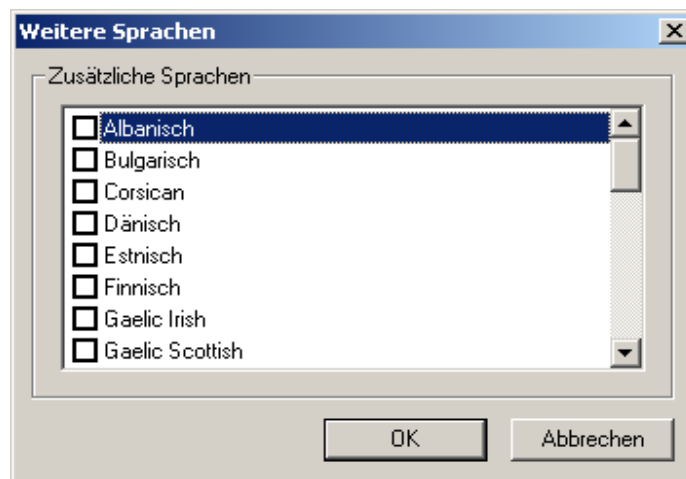 Weitere Sprachen
Zusätzliche Sprachen
Albanisch
Bulgarisch
Corsican
Dänisch
Estnisch
Finnisch
Gaelic Irish
Gaelic Scottish
OK Abbrechen